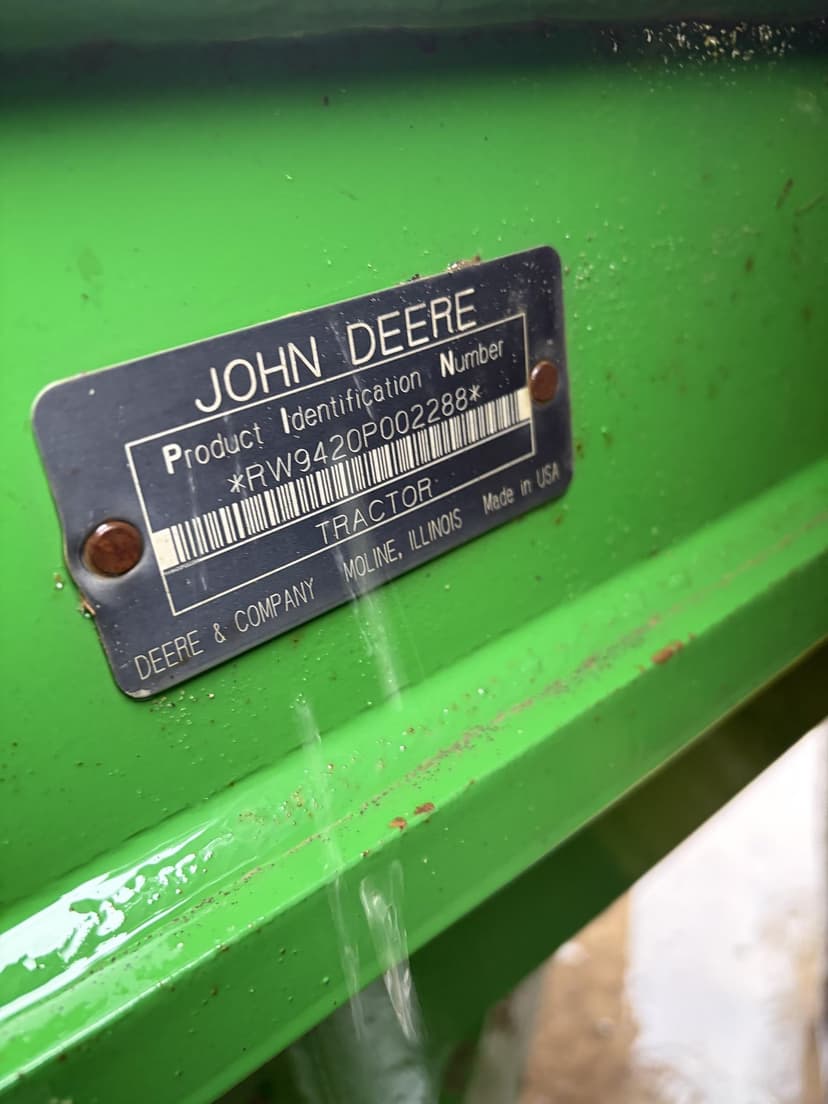 JOHN DEERE
Product Identification Number
*RW9420P002288*
TRACTOR
DEERE & COMPANY MOLINE, ILLINOIS Made in USA